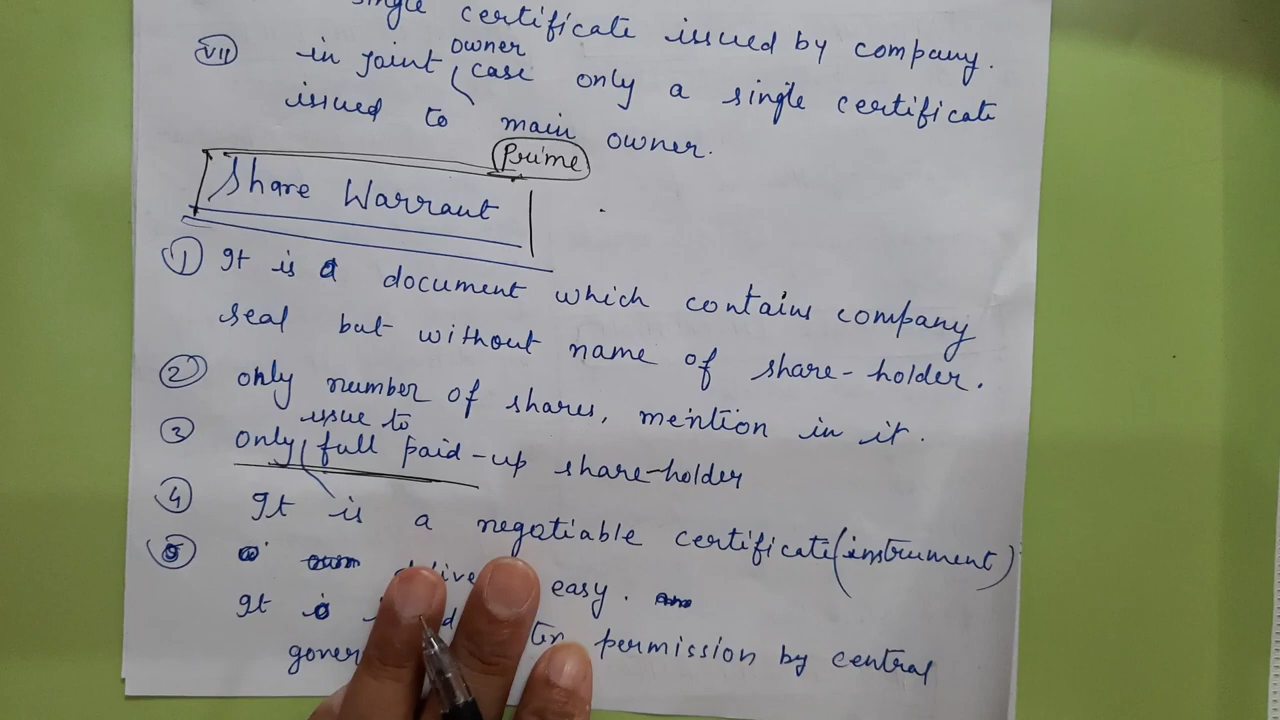 single certificate issued by company.
(VII) in joint owner case only a single certificate
issued to main owner.
Prime
Share Warrant
1 It is a document which contains company
seal but without name of share-holder.
2 only number of shares, mention in it.
3 only issue to full paid-up share-holder
4 It is a negotiable certificate (instrument)
5 easy.
It permission by central